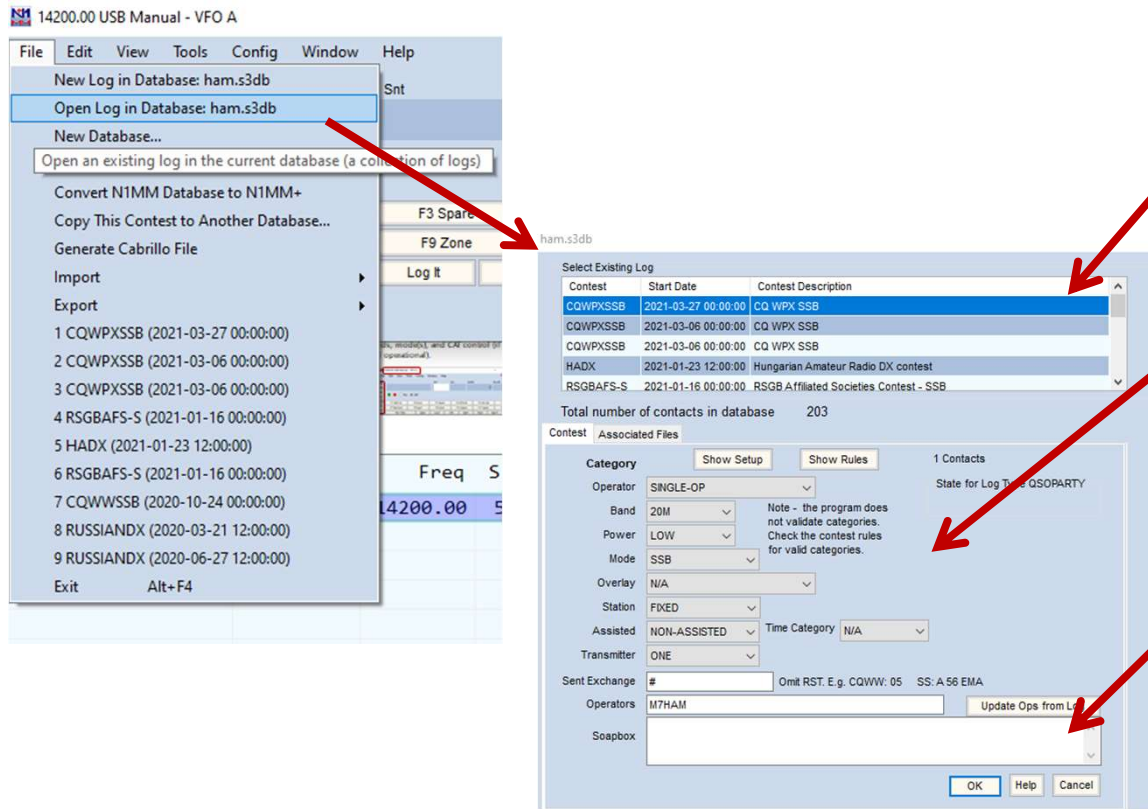 14200.00 USB Manual - VFO A
File Edit View Tools Config Window Help
New Log in Database: ham.s3db
Open Log in Database: ham.s3db
New Database...
Open an existing log in the current database (a collection of logs)
Convert N1MM Database to N1MM+
Copy This Contest to Another Database...
Generate Cabrillo File
Import
Export
1 CQWPXSSB (2021-03-27 00:00:00)
2 CQWPXSSB (2021-03-06 00:00:00)
3 CQWPXSSB (2021-03-06 00:00:00)
4 RSGBAFS-S (2021-01-16 00:00:00)
5 HADX (2021-01-23 12:00:00)
6 RSGBAFS-S (2021-01-16 00:00:00)
7 CQWWSSB (2020-10-24 00:00:00)
8 RUSSIANDX (2020-03-21 12:00:00)
9 RUSSIANDX (2020-06-27 12:00:00)
Exit Alt+F4
Snt
F3 Spare
F9 Zone
Log It
Freq S
14200.00 5
ham.s3db
Select Existing Log
Contest Start Date Contest Description
CQWPXSSB 2021-03-27 00:00:00 CQ WPX SSB
CQWPXSSB 2021-03-06 00:00:00 CQ WPX SSB
CQWPXSSB 2021-03-06 00:00:00 CQ WPX SSB
HADX 2021-01-23 12:00:00 Hungarian Amateur Radio DX contest
RSGBAFS-S 2021-01-16 00:00:00 RSGB Affiliated Societies Contest - SSB
Total number of contacts in database 203
Contest Associated Files
Category Show Setup Show Rules 1 Contacts
Operator SINGLE-OP State for Log Type QSOPARTY
Band 20M Note - the program does
not validate categories.
Power LOW Check the contest rules
for valid categories.
Mode SSB
Overlay N/A
Station FIXED
Assisted NON-ASSISTED Time Category N/A
Transmitter ONE
Sent Exchange # Omit RST. E.g. CQWW: 05 SS: A 56 EMA
Operators M7HAM Update Ops from Lo
Soapbox
OK Help Cancel